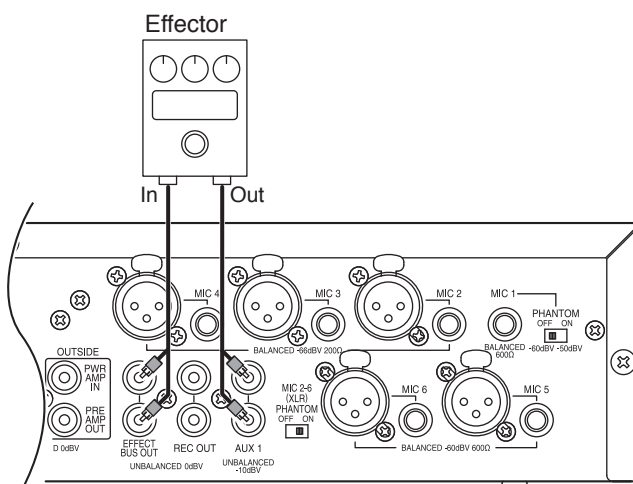 Effector
In
Out
MIC 4
MIC 3
MIC 2
MIC 1
PHANTOM
OFF ON
BALANCED -66dBV 200Ω
BALANCED
600Ω
-60dBV -50dBV
OUTSIDE
PWR
AMP
IN
PRE
AMP
OUT
D 0dBV
EFFECT
BUS OUT
REC OUT
AUX 1
UNBALANCED 0dBV
UNBALANCED
-10dBV
MIC 2-6
(XLR)
PHANTOM
OFF ON
MIC 6
MIC 5
BALANCED -60dBV 600Ω